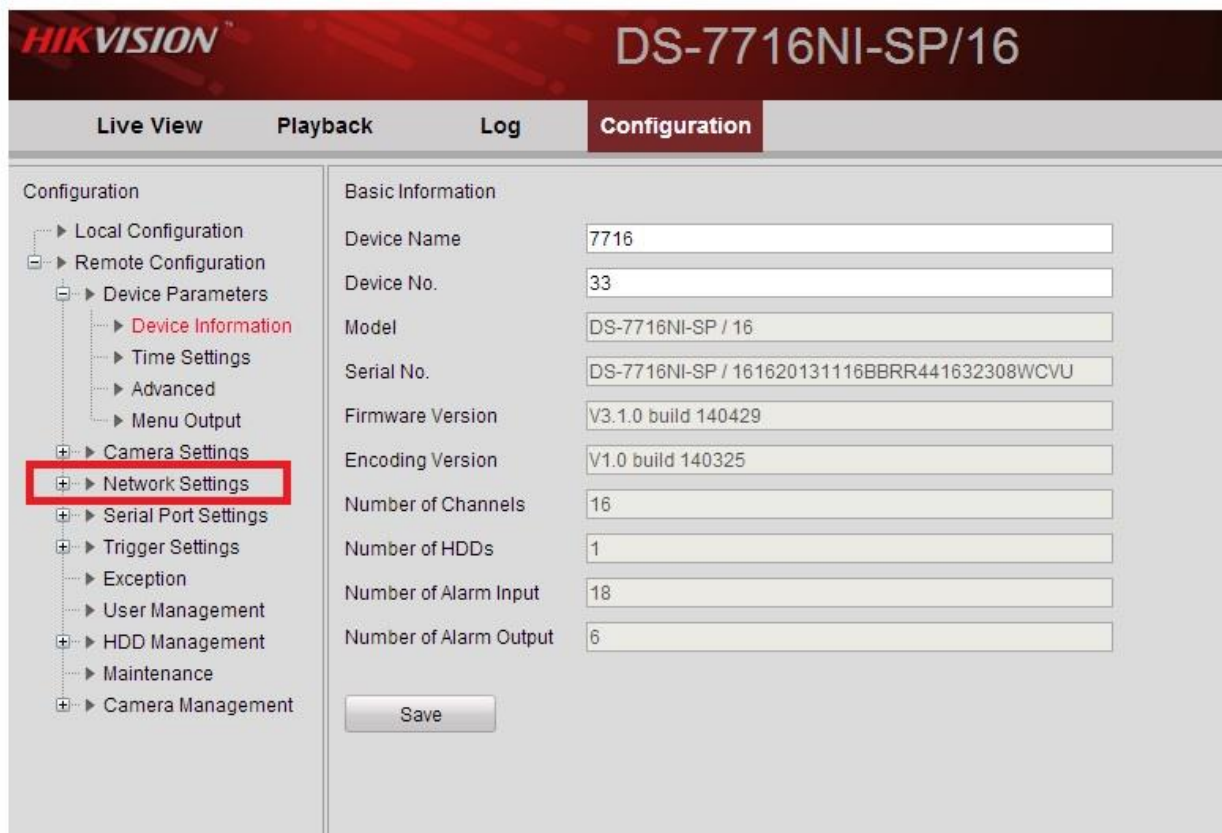 HIKVISION™
DS-7716NI-SP/16
Live View Playback Log Configuration
Configuration
Local Configuration
Remote Configuration
Device Parameters
Device Information
Time Settings
Advanced
Menu Output
Camera Settings
Network Settings
Serial Port Settings
Trigger Settings
Exception
User Management
HDD Management
Maintenance
Camera Management
Basic Information
Device Name 7716
Device No. 33
Model DS-7716NI-SP / 16
Serial No. DS-7716NI-SP / 161620131116BBRR441632308WCVU
Firmware Version V3.1.0 build 140429
Encoding Version V1.0 build 140325
Number of Channels 16
Number of HDDs 1
Number of Alarm Input 18
Number of Alarm Output 6
Save